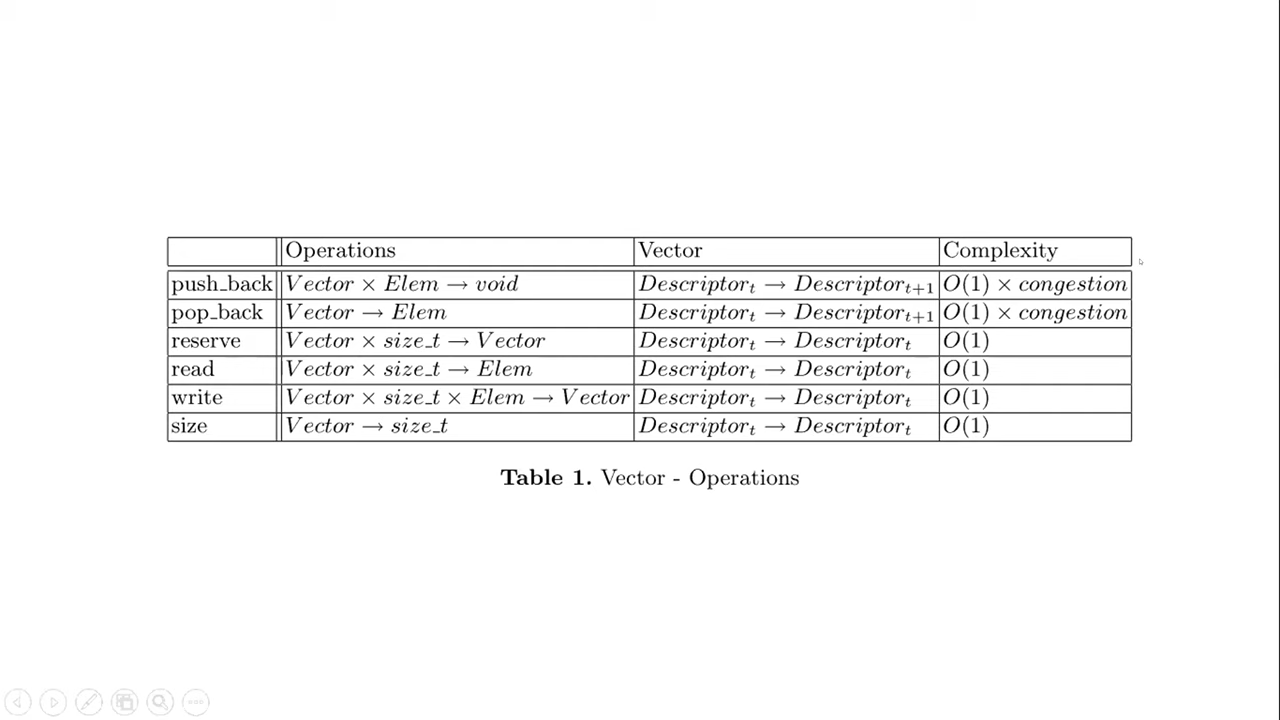 Operations Vector Complexity
push_back Vector × Elem → void Descriptor_t → Descriptor_{t+1} O(1) × congestion
pop_back Vector → Elem Descriptor_t → Descriptor_{t+1} O(1) × congestion
reserve Vector × size_t → Vector Descriptor_t → Descriptor_t O(1)
read Vector × size_t → Elem Descriptor_t → Descriptor_t O(1)
write Vector × size_t × Elem → Vector Descriptor_t → Descriptor_t O(1)
size Vector → size_t Descriptor_t → Descriptor_t O(1)
Table 1. Vector - Operations